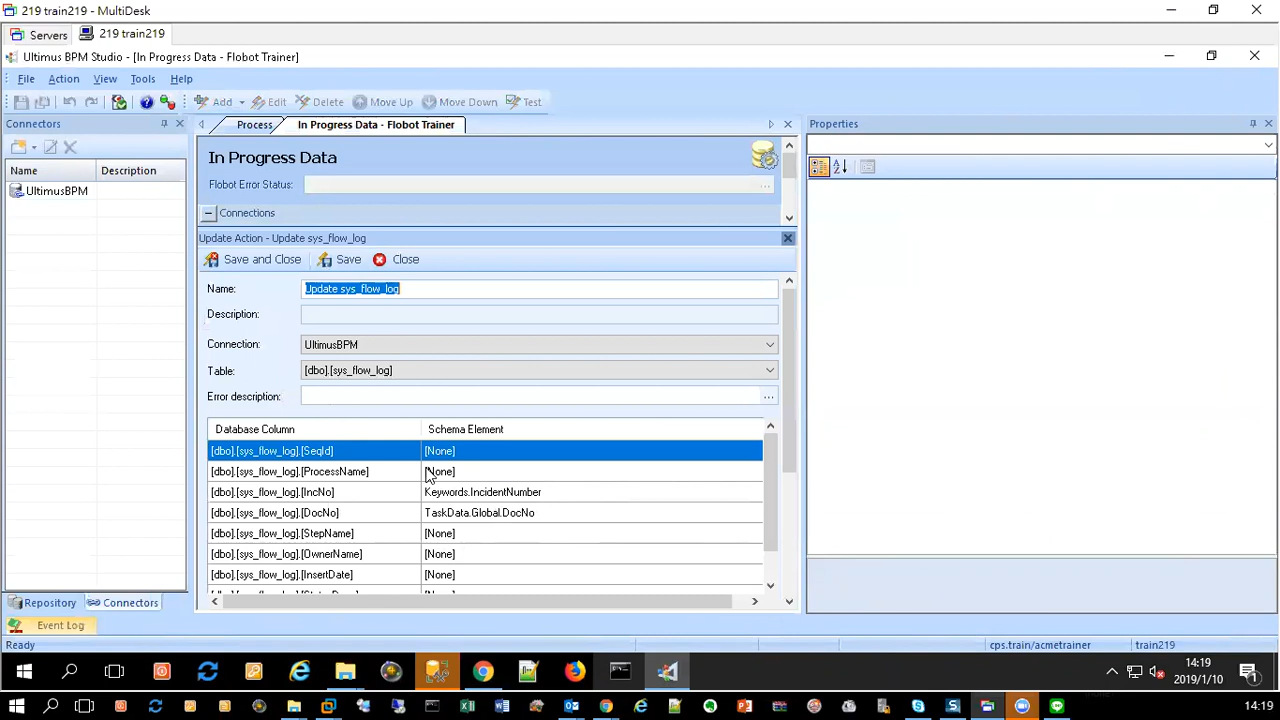 219 train219 - MultiDesk
Servers
219 train219
Ultimus BPM Studio - [In Progress Data - Flobot Trainer]
File Action View Tools Help
Add Edit Delete Move Up Move Down Test
Connectors
Process
In Progress Data - Flobot Trainer
Properties
Name Description
UltimusBPM
In Progress Data
Flobot Error Status:
Connections
Update Action - Update sys_flow_log
Save and Close Save Close
Name: Update sys_flow_log
Description:
Connection: UltimusBPM
Table: [dbo].[sys_flow_log]
Error description:
Database Column Schema Element
[dbo].[sys_flow_log].[SeqId] [None]
[dbo].[sys_flow_log].[ProcessName] [None]
[dbo].[sys_flow_log].[IncNo] Keywords.IncidentNumber
[dbo].[sys_flow_log].[DocNo] TaskData.Global.DocNo
[dbo].[sys_flow_log].[StepName] [None]
[dbo].[sys_flow_log].[OwnerName] [None]
[dbo].[sys_flow_log].[InsertDate] [None]
Repository Connectors
Event Log
Ready
cps.train/acmetrainer train219
14:19
2019/1/10
14:19